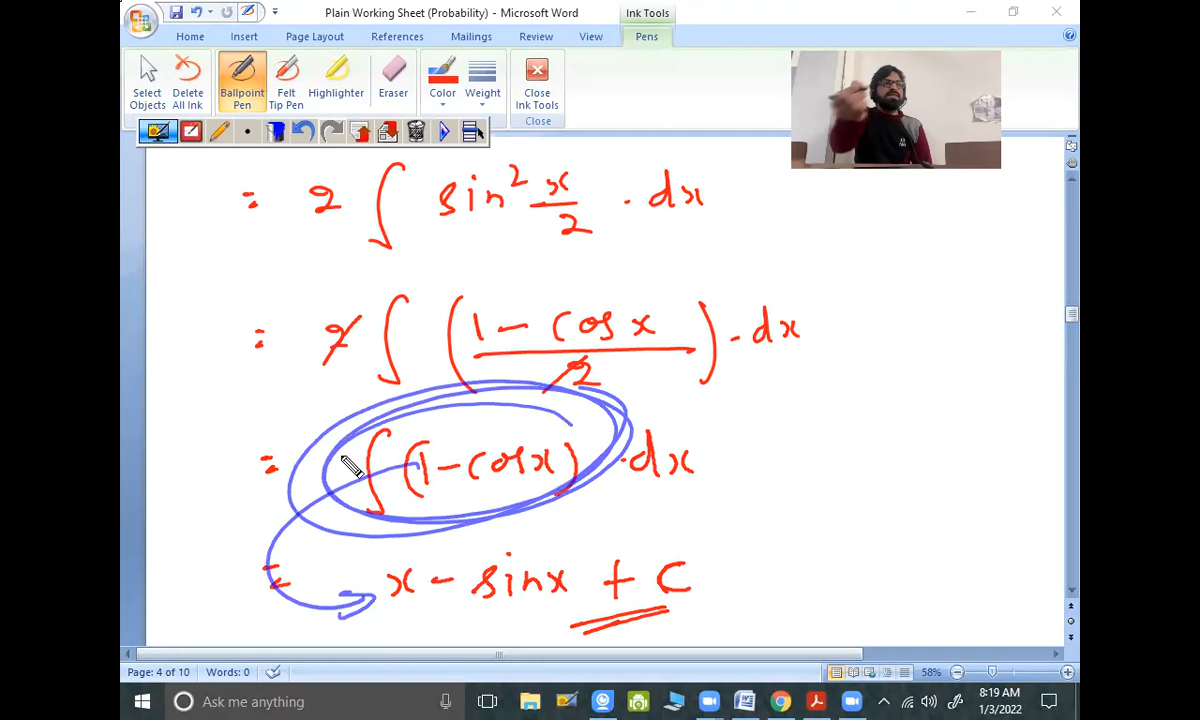 Plain Working Sheet (Probability) - Microsoft Word
Ink Tools
Home Insert Page Layout References Mailings Review View Pens
Select Objects
Delete All Ink
Ballpoint Pen
Felt Tip Pen
Highlighter
Eraser
Color
Weight
Close Ink Tools
Close
= 2 ∫ sin² x/2 . dx
= 2 ∫ (1 - cos x / 2) . dx
= ∫ (1 - cos x) . dx
= x - sin x + C
Page: 4 of 10 Words: 0 58%
Ask me anything
8:19 AM
1/3/2022